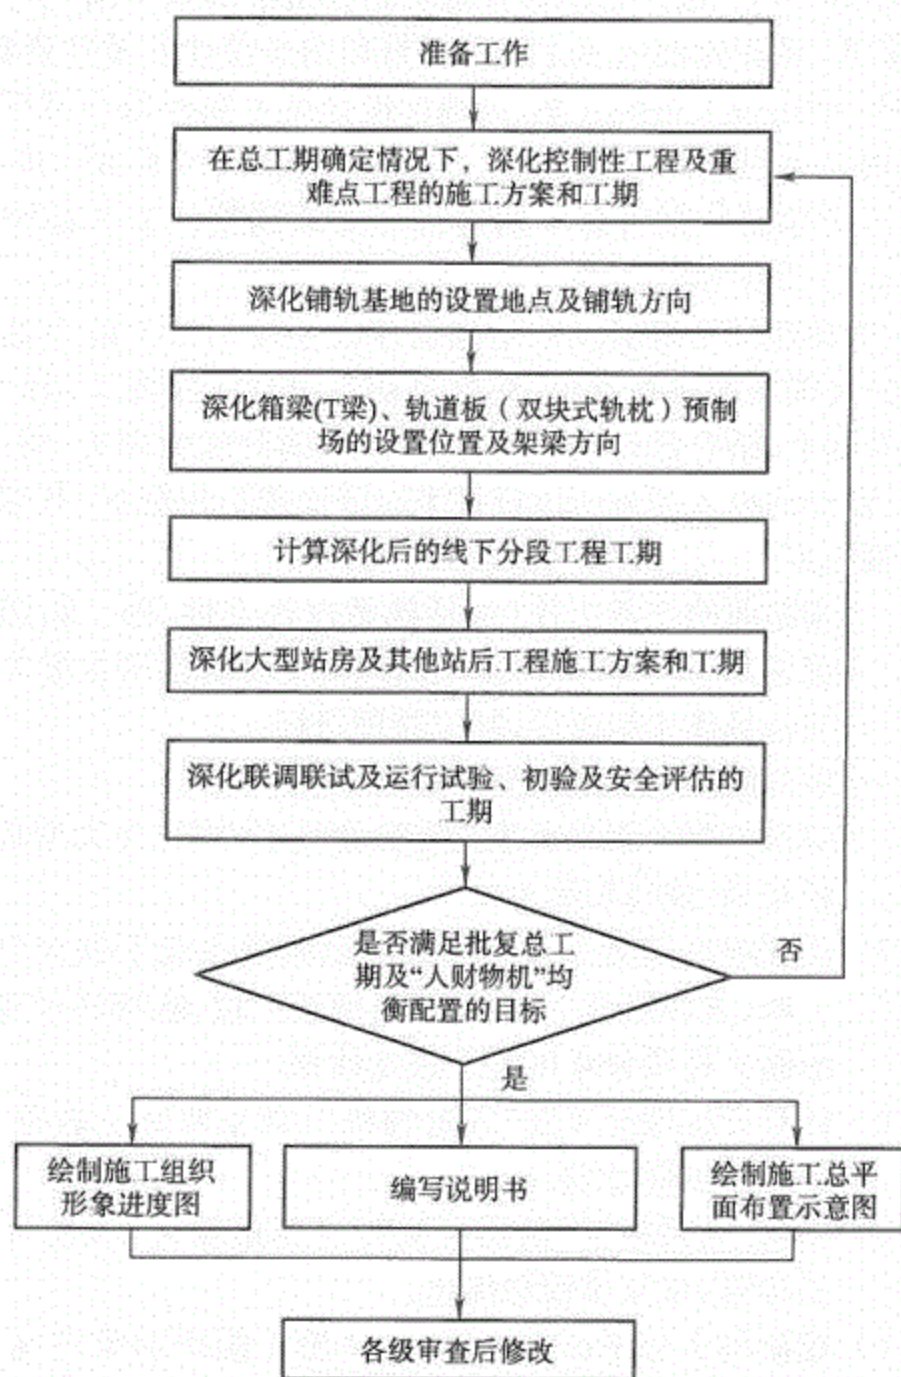 准备工作
在总工期确定情况下，深化控制性工程及重
难点工程的施工方案和工期
深化铺轨基地的设置地点及铺轨方向
深化箱梁(T梁)、轨道板（双块式轨枕）预制
场的设置位置及架梁方向
计算深化后的线下分段工程工期
深化大型站房及其他站后工程施工方案和工期
深化联调联试及运行试验、初验及安全评估的
工期
是否满足批复总工
期及“人财物机”均
衡配置的目标
否
是
绘制施工组织
形象进度图
编写说明书
绘制施工总平
面布置示意图
各级审查后修改